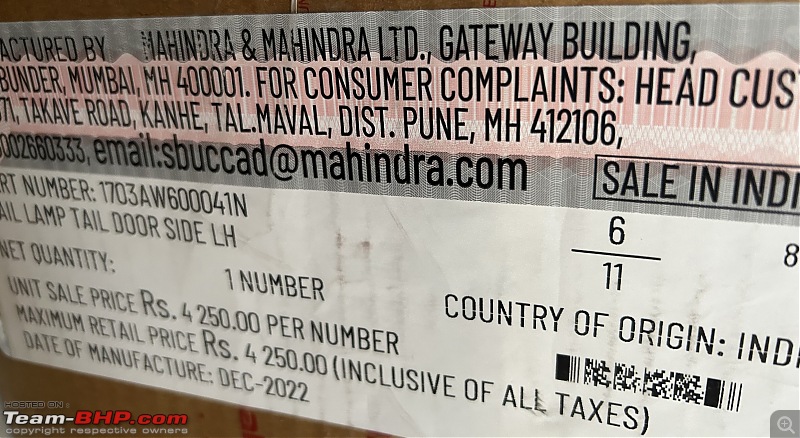 ACTURED BY MAHINDRA & MAHINDRA LTD., GATEWAY BUILDING,
BUNDER, MUMBAI, MH 400001. FOR CONSUMER COMPLAINTS: HEAD CUS
TAKAVE ROAD, KANHE, TAL.MAVAL, DIST. PUNE, MH 412106,
002660333, email:sbuccad@mahindra.com
SALE IN INDI
RT NUMBER: 1703AW600041N
AIL LAMP TAIL DOOR SIDE LH
6
11
8
NET QUANTITY:
1 NUMBER
UNIT SALE PRICE Rs. 4 250.00 PER NUMBER
COUNTRY OF ORIGIN: INDI
MAXIMUM RETAIL PRICE Rs. 4 250.00 (INCLUSIVE OF ALL TAXES)
DATE OF MANUFACTURE: DEC-2022
HOSTED ON
Team-BHP.com
copyright respective owners